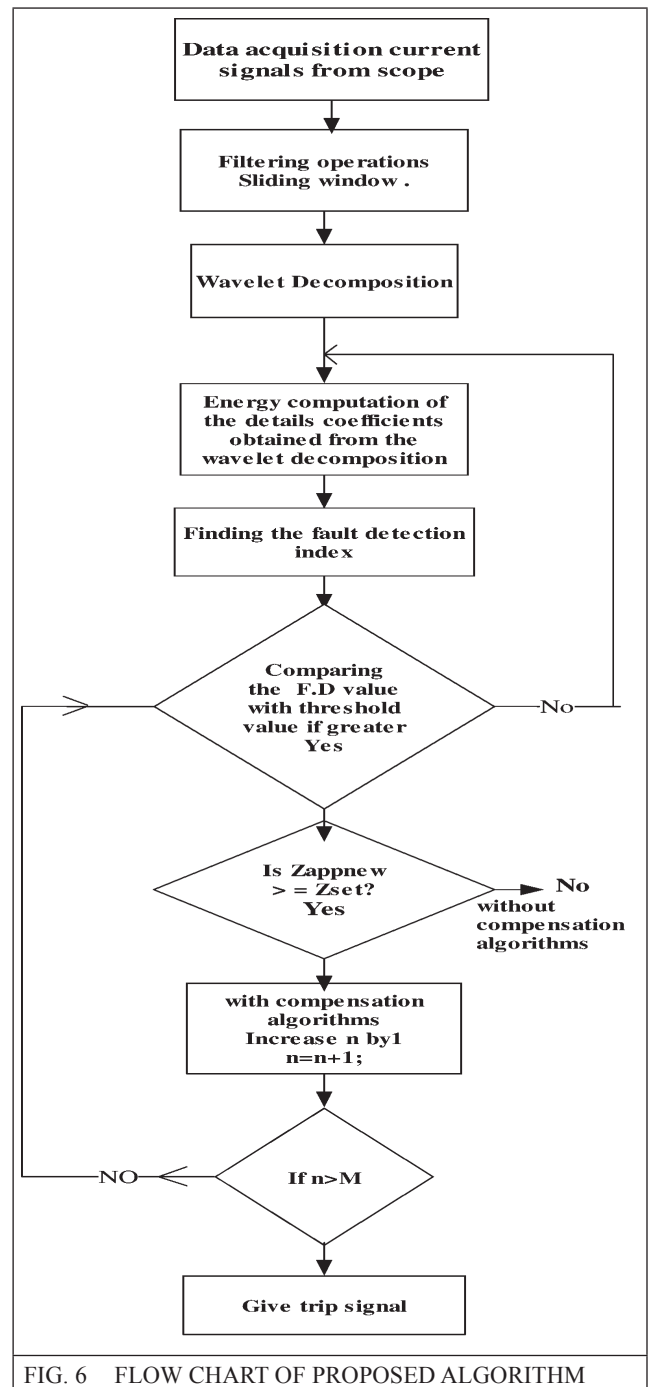 Data acquisition current
signals from scope
Filtering operations
Sliding window .
Wavelet Decomposition
Energy computation of
the details coefficients
obtained from the
wavelet decomposition
Finding the fault detection
index
Comparing
the F.D value
with threshold
value if greater
Yes
No
Is Zappnew
> = Zset?
Yes
No
without
compensation
algorithms
with compensation
algorithms
Increase n by1
n=n+1;
NO
If n>M
Give trip signal
FIG. 6 FLOW CHART OF PROPOSED ALGORITHM